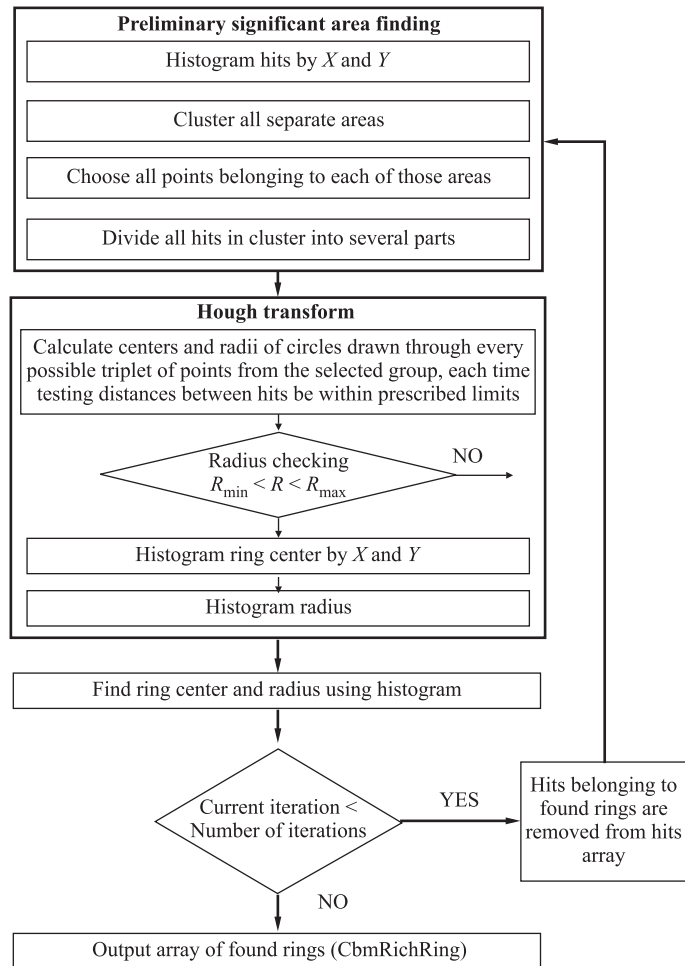 Preliminary significant area finding
Histogram hits by X and Y
Cluster all separate areas
Choose all points belonging to each of those areas
Divide all hits in cluster into several parts
Hough transform
Calculate centers and radii of circles drawn through every
possible triplet of points from the selected group, each time
testing distances between hits be within prescribed limits
Radius checking
R_min < R < R_max
NO
Histogram ring center by X and Y
Histogram radius
Find ring center and radius using histogram
Current iteration <
Number of iterations
YES
Hits belonging to
found rings are
removed from hits
array
NO
Output array of found rings (CbmRichRing)